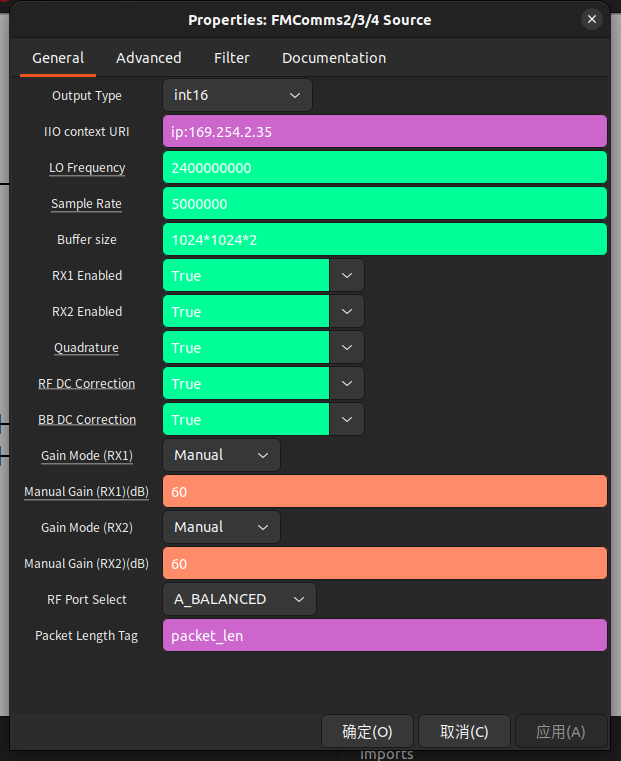 Properties: FMComms2/3/4 Source
General Advanced Filter Documentation
Output Type int16
IIO context URI ip:169.254.2.35
LO Frequency 2400000000
Sample Rate 5000000
Buffer size 1024*1024*2
RX1 Enabled True
RX2 Enabled True
Quadrature True
RF DC Correction True
BB DC Correction True
Gain Mode (RX1) Manual
Manual Gain (RX1)(dB) 60
Gain Mode (RX2) Manual
Manual Gain (RX2)(dB) 60
RF Port Select A_BALANCED
Packet Length Tag packet_len
确定(O) 取消(C) 应用(A)
Imports